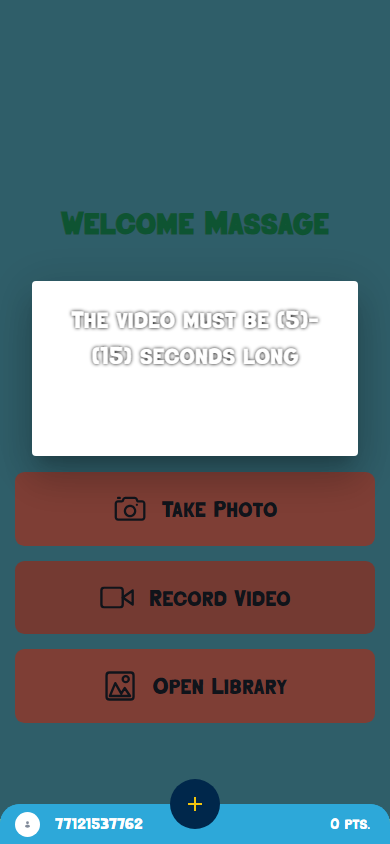 Welcome Massage
The video must be (5)-
(15) seconds long
Take Photo
Record Video
Open Library
77121537762
0 pts.